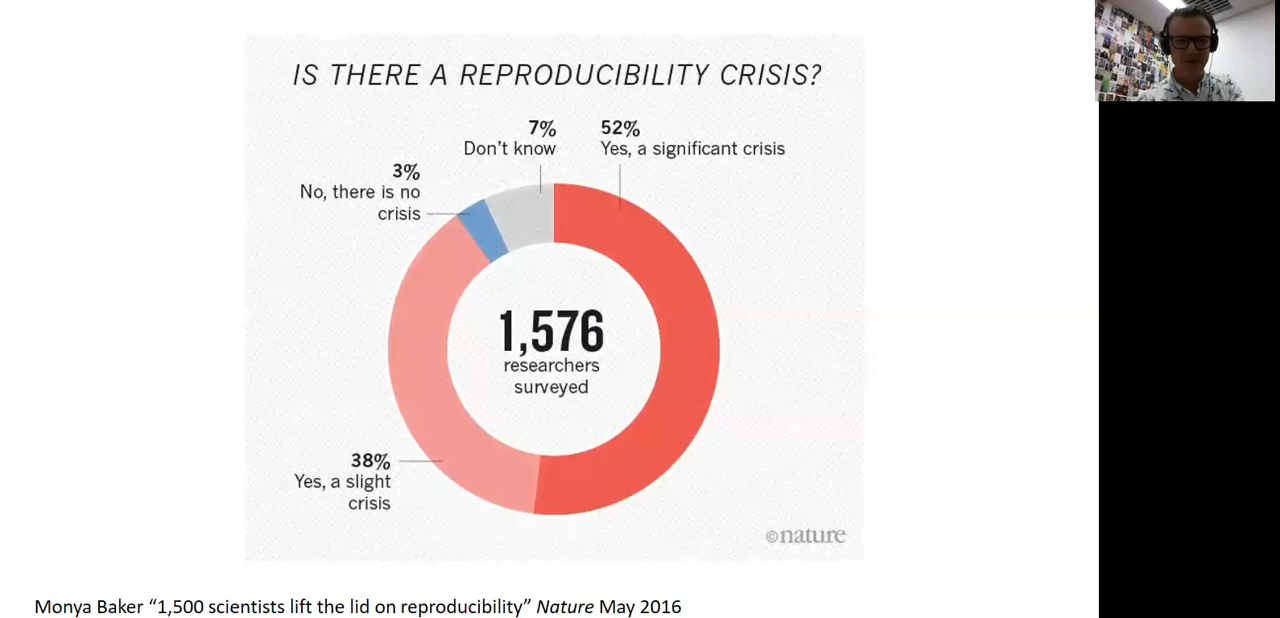 IS THERE A REPRODUCIBILITY CRISIS?
7%
Don't know
52%
Yes, a significant crisis
3%
No, there is no
crisis
1,576
researchers
surveyed
38%
Yes, a slight
crisis
©nature
Monya Baker “1,500 scientists lift the lid on reproducibility” Nature May 2016